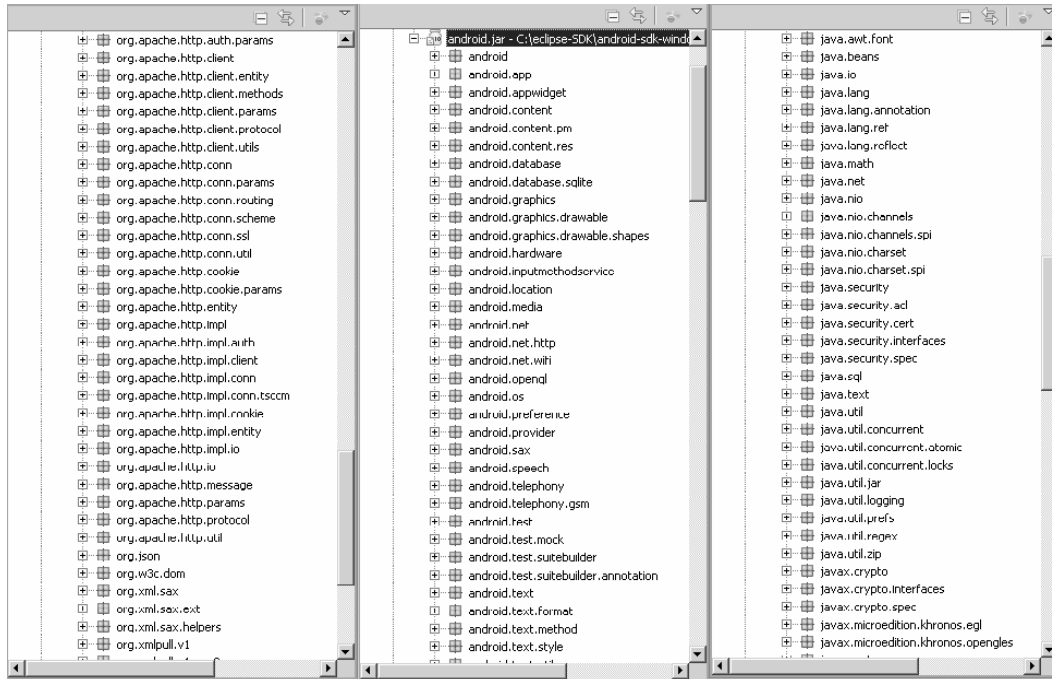 org.apache.http.auth.params
org.apache.http.client
org.apache.http.client.entity
org.apache.http.client.methods
org.apache.http.client.params
org.apache.http.client.protocol
org.apache.http.client.utils
org.apache.http.conn
org.apache.http.conn.params
org.apache.http.conn.routing
org.apache.http.conn.scheme
org.apache.http.conn.ssl
org.apache.http.conn.util
org.apache.http.cookie
org.apache.http.cookie.params
org.apache.http.entity
org.apache.http.impl
org.apache.http.impl.auth
org.apache.http.impl.client
org.apache.http.impl.conn
org.apache.http.impl.conn.tsccm
org.apache.http.impl.cookie
org.apache.http.impl.entity
org.apache.http.impl.io
org.apache.http.io
org.apache.http.message
org.apache.http.params
org.apache.http.protocol
org.apache.http.util
org.json
org.w3c.dom
org.xml.sax
org.xml.sax.ext
org.xml.sax.helpers
org.xmlpull.v1
android.jar - C:\eclipse-SDK\android-sdk-windo
android
android.app
android.appwidget
android.content
android.content.pm
android.content.res
android.database
android.database.sqlite
android.graphics
android.graphics.drawable
android.graphics.drawable.shapes
android.hardware
android.inputmethodservice
android.location
android.media
android.net
android.net.http
android.net.wifi
android.opengl
android.os
android.preference
android.provider
android.sax
android.speech
android.telephony
android.telephony.gsm
android.test
android.test.mock
android.test.suitebuilder
android.test.suitebuilder.annotation
android.text
android.text.format
android.text.method
android.text.style
java.awt.font
java.beans
java.io
java.lang
java.lang.annotation
java.lang.ref
java.lang.reflect
java.math
java.net
java.nio
java.nio.channels
java.nio.channels.spi
java.nio.charset
java.nio.charset.spi
java.security
java.security.acl
java.security.cert
java.security.interfaces
java.security.spec
java.sql
java.text
java.util
java.util.concurrent
java.util.concurrent.atomic
java.util.concurrent.locks
java.util.jar
java.util.logging
java.util.prefs
java.util.regex
java.util.zip
javax.crypto
javax.crypto.interfaces
javax.crypto.spec
javax.microedition.khronos.egl
javax.microedition.khronos.opengles